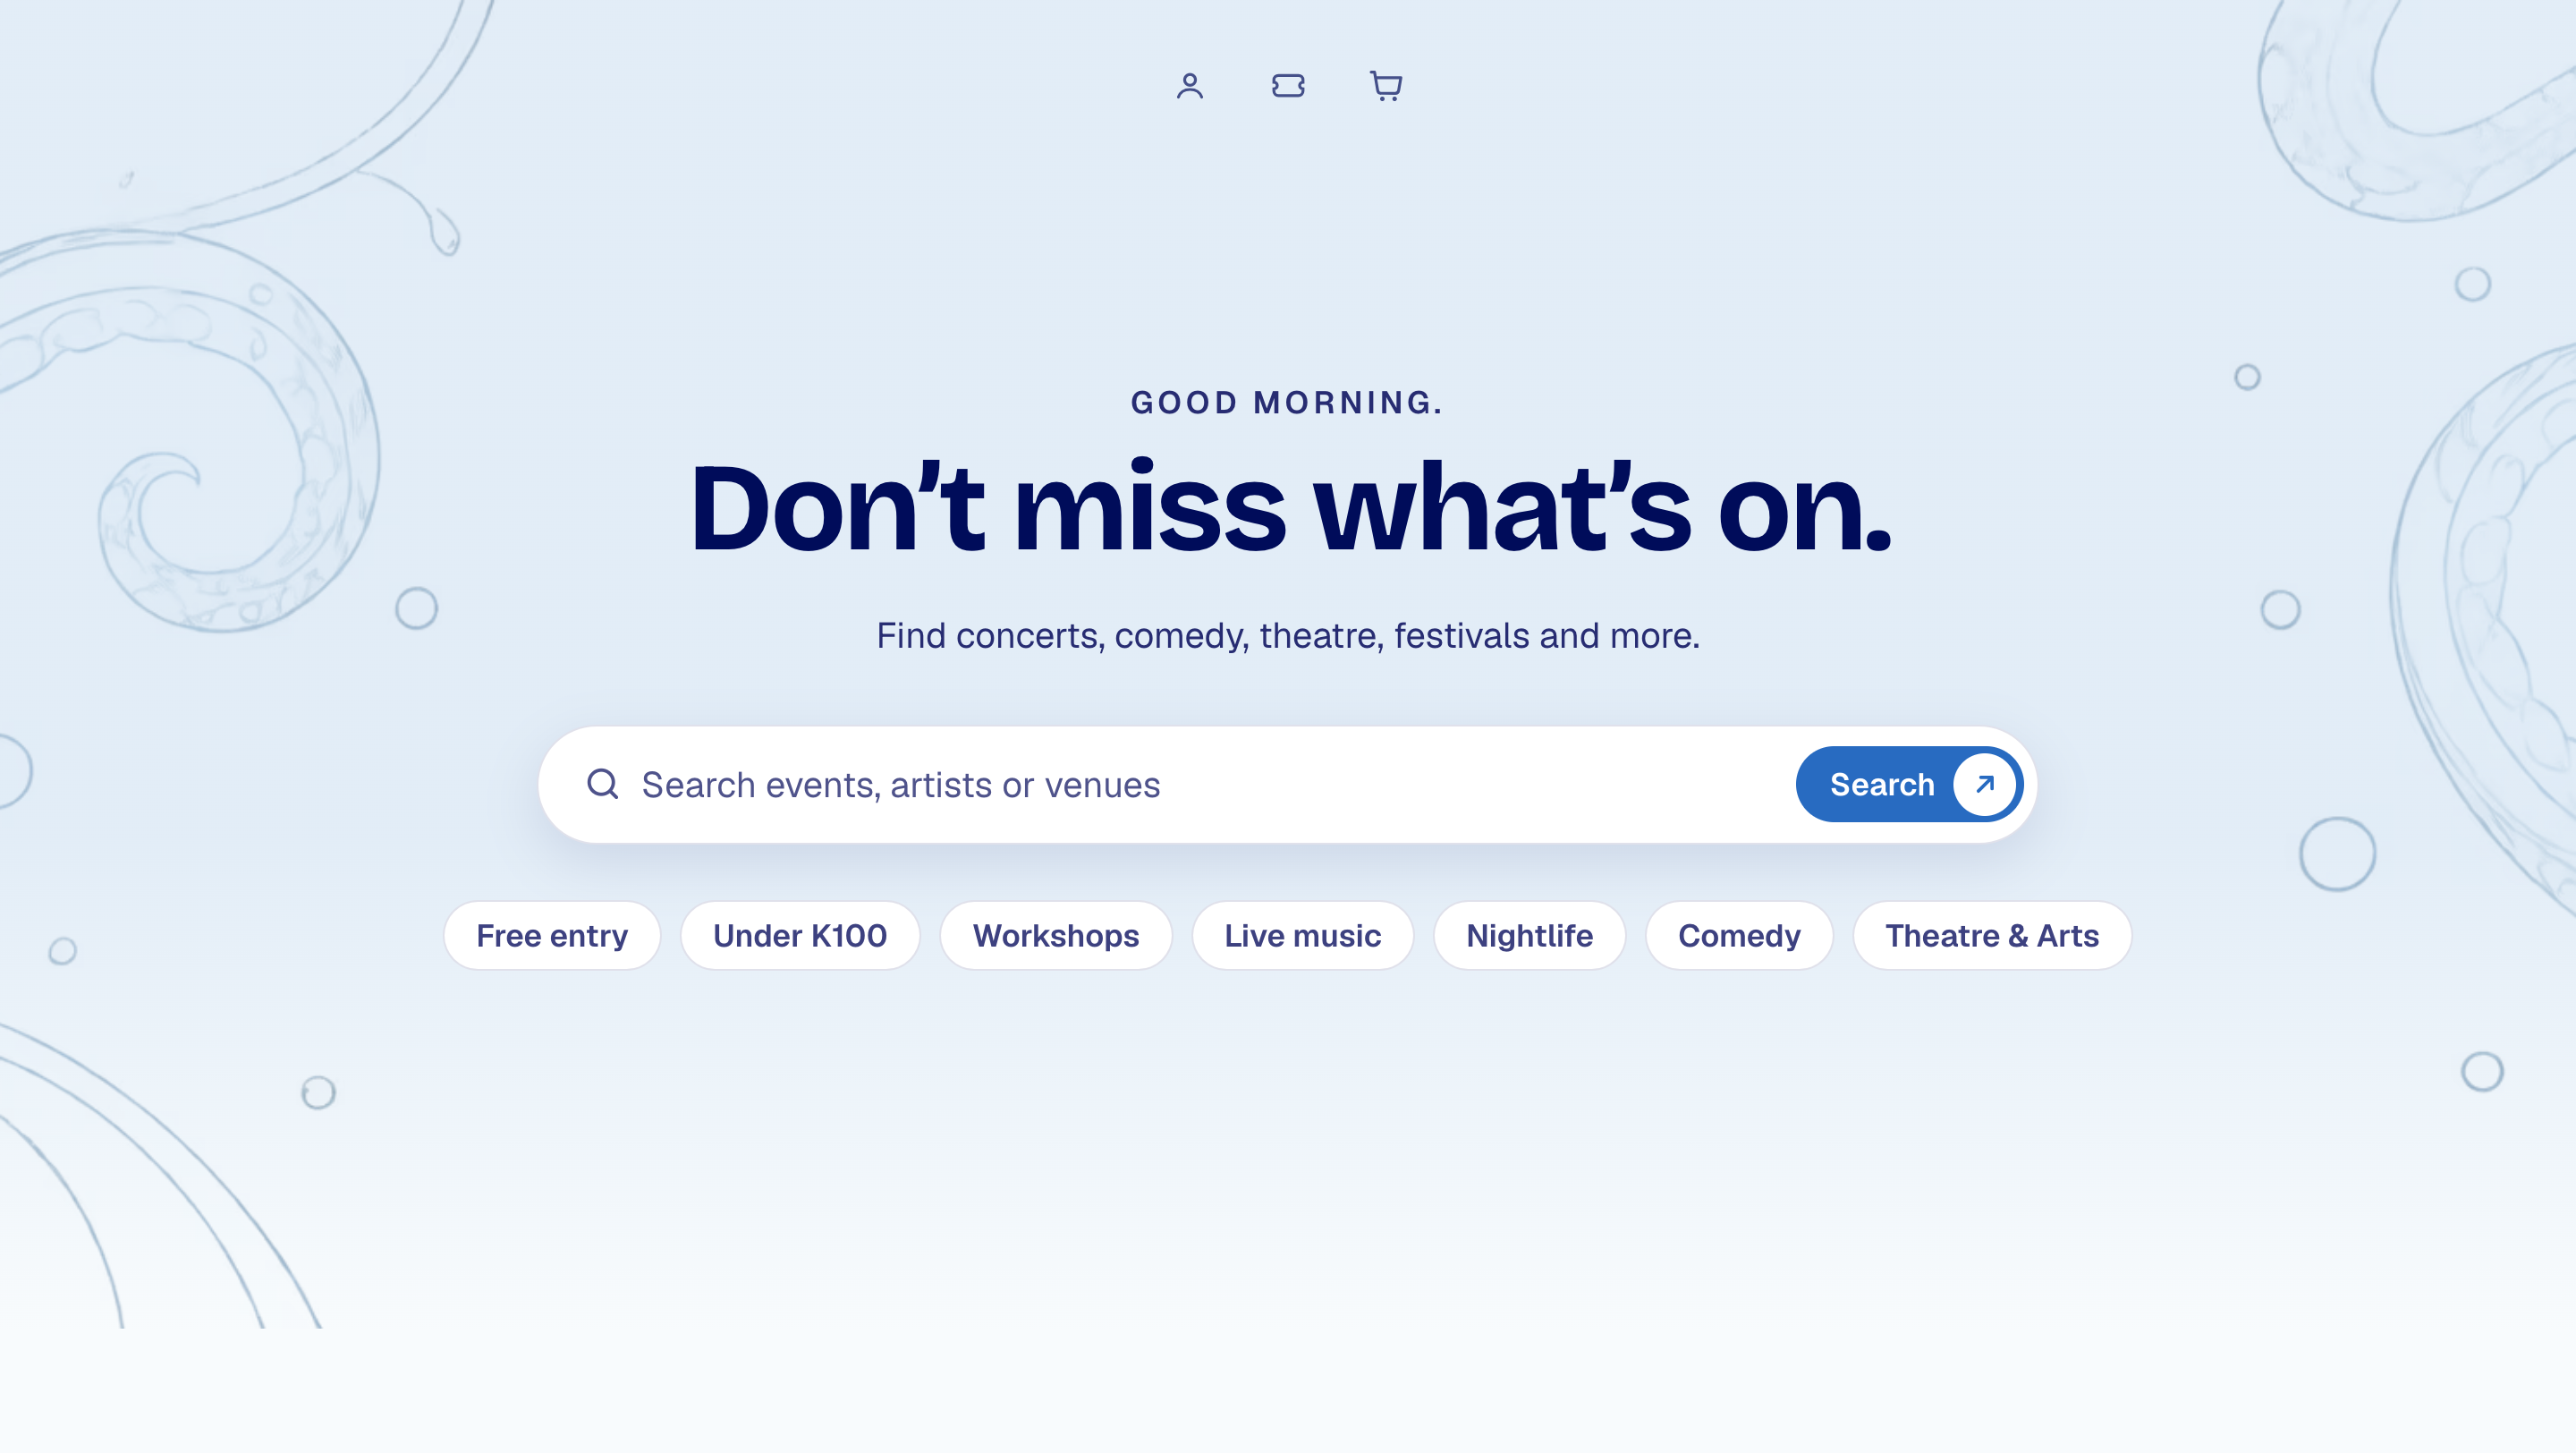 GOOD MORNING.
Don’t miss what’s on.
Find concerts, comedy, theatre, festivals and more.
Search events, artists or venues
Search
Free entry
Under K100
Workshops
Live music
Nightlife
Comedy
Theatre & Arts